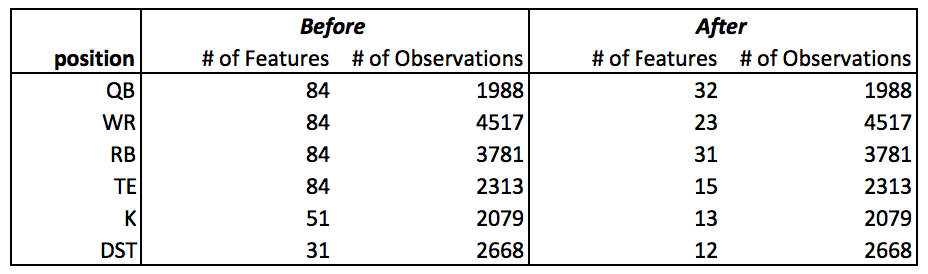 Before After
position # of Features # of Observations # of Features # of Observations
QB 84 1988 32 1988
WR 84 4517 23 4517
RB 84 3781 31 3781
TE 84 2313 15 2313
K 51 2079 13 2079
DST 31 2668 12 2668